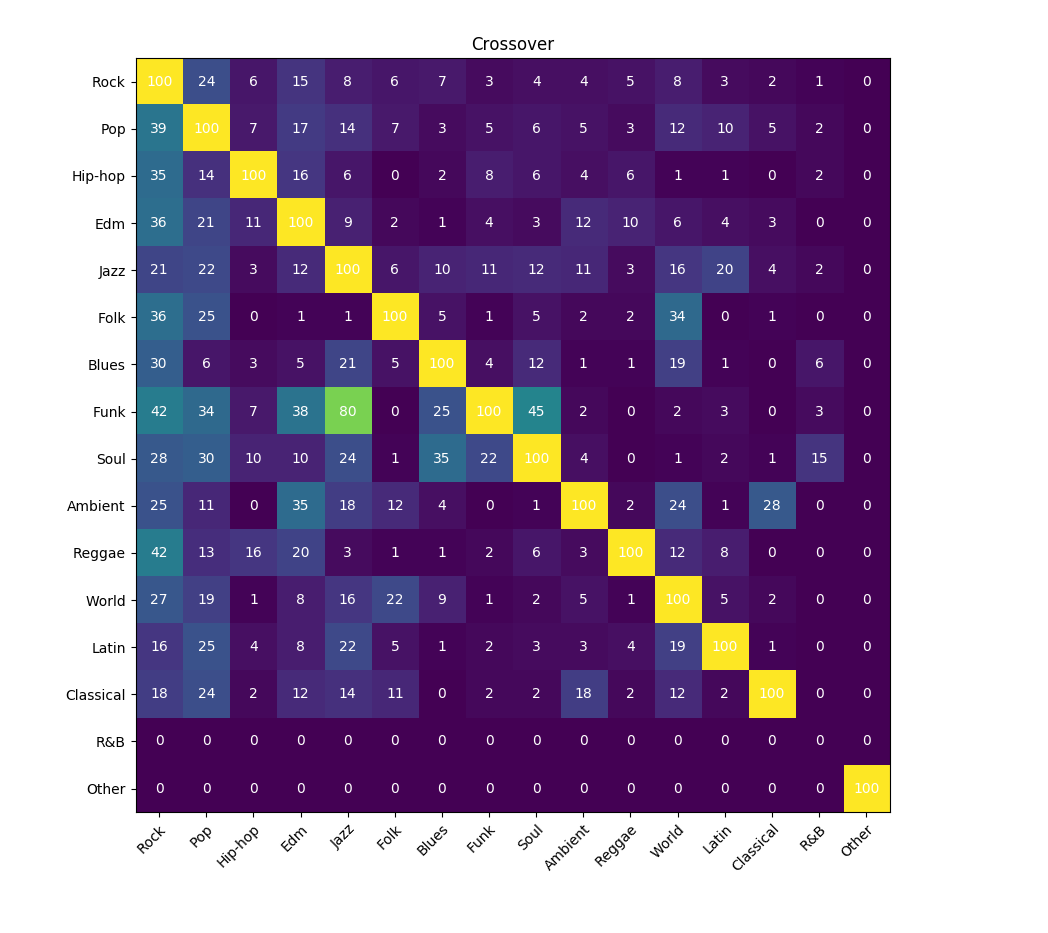 Crossover
Rock 100 24 6 15 8 6 7 3 4 4 5 8 3 2 1 0
Pop 39 100 7 17 14 7 3 5 6 5 3 12 10 5 2 0
Hip-hop 35 14 100 16 6 0 2 8 6 4 6 1 1 0 2 0
Edm 36 21 11 100 9 2 1 4 3 12 10 6 4 3 0 0
Jazz 21 22 3 12 100 6 10 11 12 11 3 16 20 4 2 0
Folk 36 25 0 1 1 100 5 1 5 2 2 34 0 1 0 0
Blues 30 6 3 5 21 5 100 4 12 1 1 19 1 0 6 0
Funk 42 34 7 38 80 0 25 100 45 2 0 2 3 0 3 0
Soul 28 30 10 10 24 1 35 22 100 4 0 1 2 1 15 0
Ambient 25 11 0 35 18 12 4 0 1 100 2 24 1 28 0 0
Reggae 42 13 16 20 3 1 1 2 6 3 100 12 8 0 0 0
World 27 19 1 8 16 22 9 1 2 5 1 100 5 2 0 0
Latin 16 25 4 8 22 5 1 2 3 3 4 19 100 1 0 0
Classical 18 24 2 12 14 11 0 2 2 18 2 12 2 100 0 0
R&B 0 0 0 0 0 0 0 0 0 0 0 0 0 0 0 0
Other 0 0 0 0 0 0 0 0 0 0 0 0 0 0 0 100
Rock Pop Hip-hop Edm Jazz Folk Blues Funk Soul Ambient Reggae World Latin Classical R&B Other